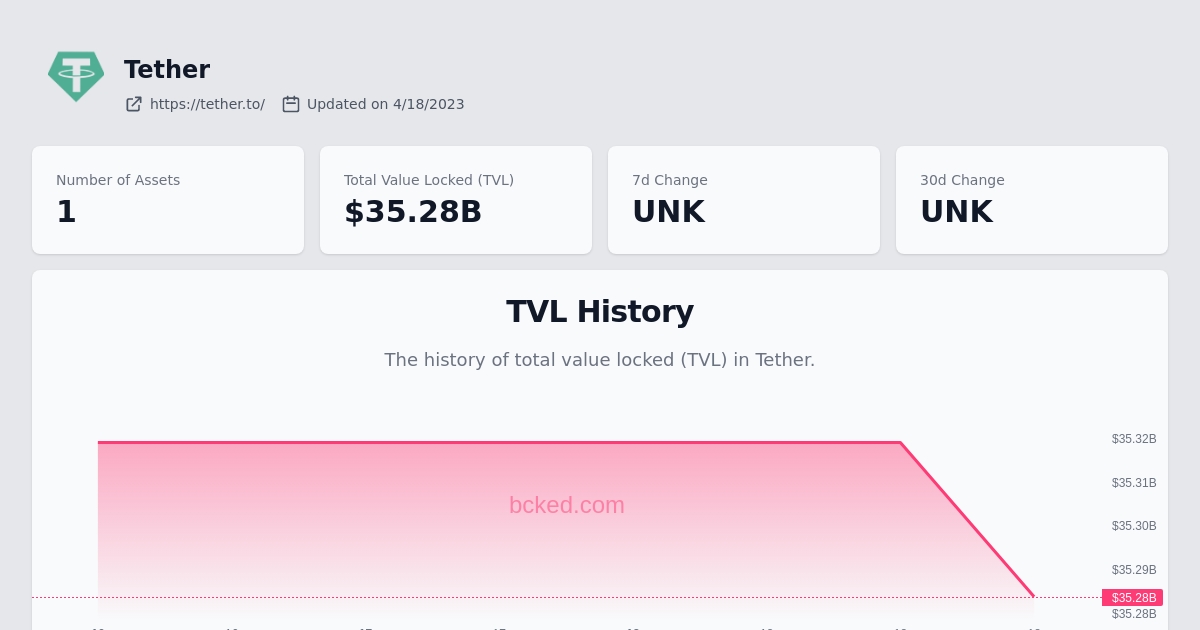 Tether
https://tether.to/ Updated on 4/18/2023
Number of Assets
1
Total Value Locked (TVL)
$35.28B
7d Change
UNK
30d Change
UNK
TVL History
The history of total value locked (TVL) in Tether.
$35.32B
$35.31B
bcked.com
$35.30B
$35.29B
$35.28B
$35.28B